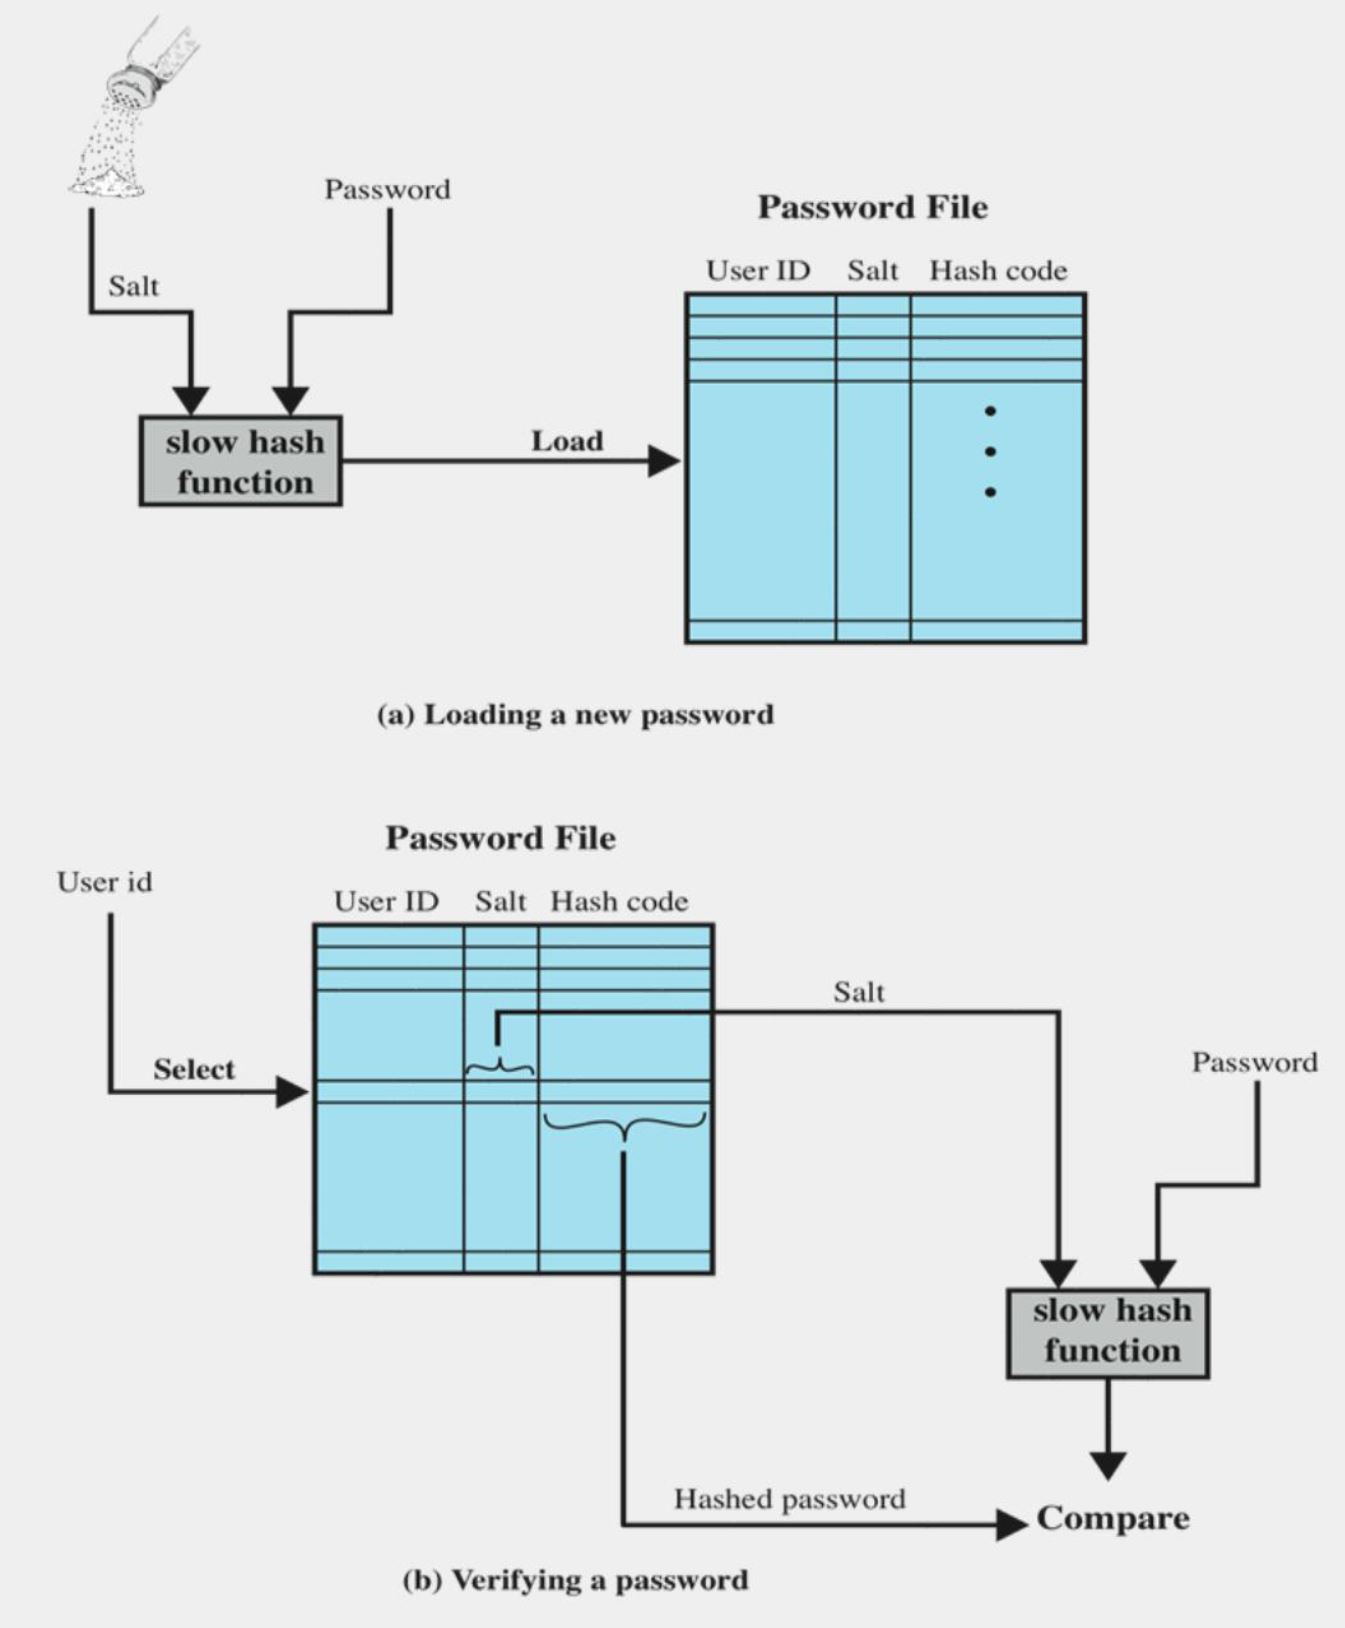 Password
Password File
User ID Salt Hash code
Salt
slow hash
function
Load
(a) Loading a new password
Password File
User id
User ID Salt Hash code
Salt
Select
Password
slow hash
function
Hashed password
Compare
(b) Verifying a password